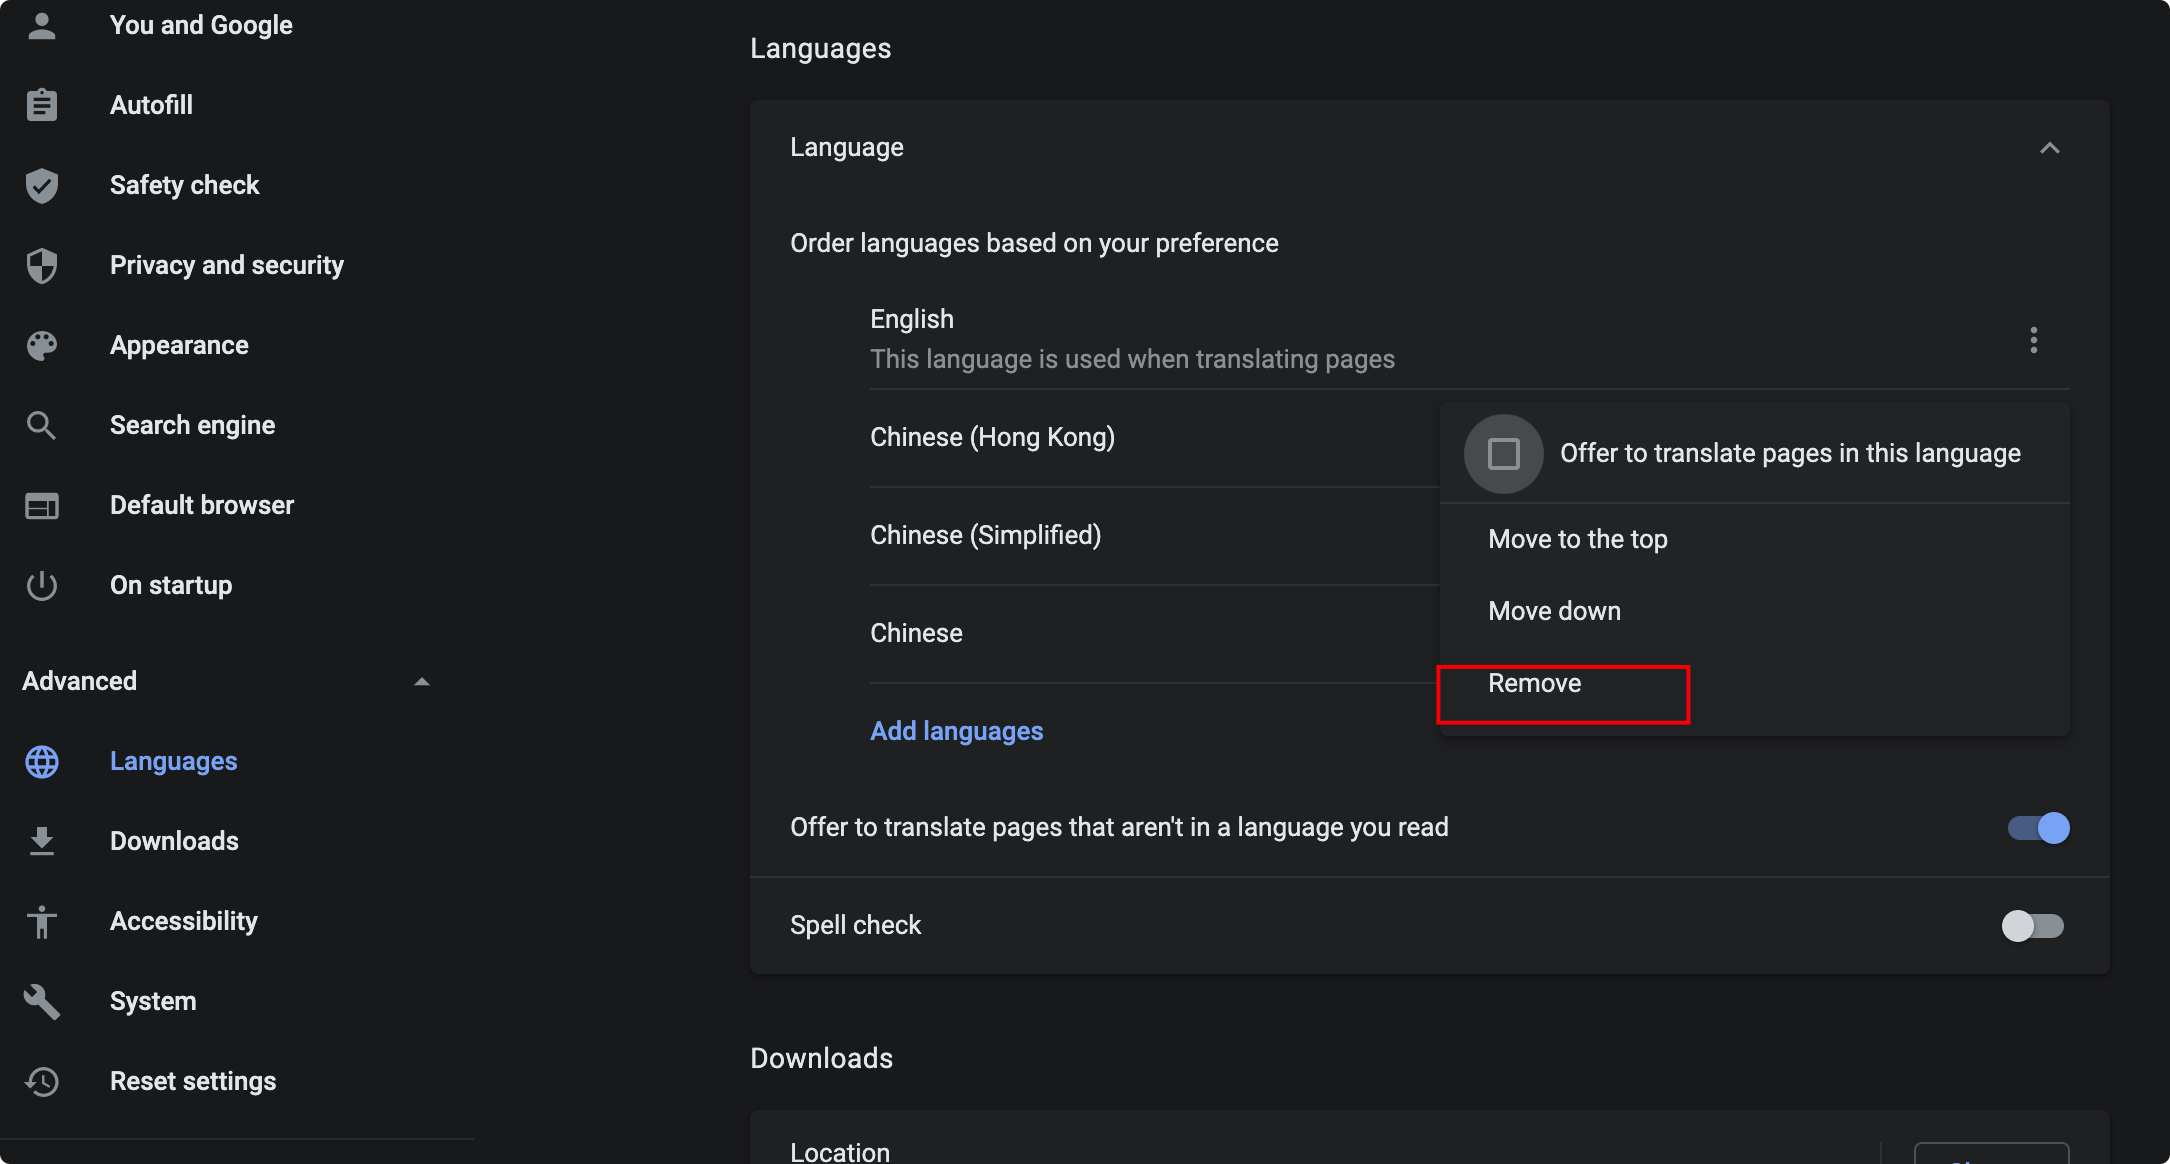 You and Google
Autofill
Safety check
Privacy and security
Appearance
Search engine
Default browser
On startup
Advanced
Languages
Downloads
Accessibility
System
Reset settings
Languages
Language
Order languages based on your preference
English
This language is used when translating pages
Chinese (Hong Kong)
Chinese (Simplified)
Chinese
Add languages
Offer to translate pages in this language
Move to the top
Move down
Remove
Offer to translate pages that aren't in a language you read
Spell check
Downloads
Location